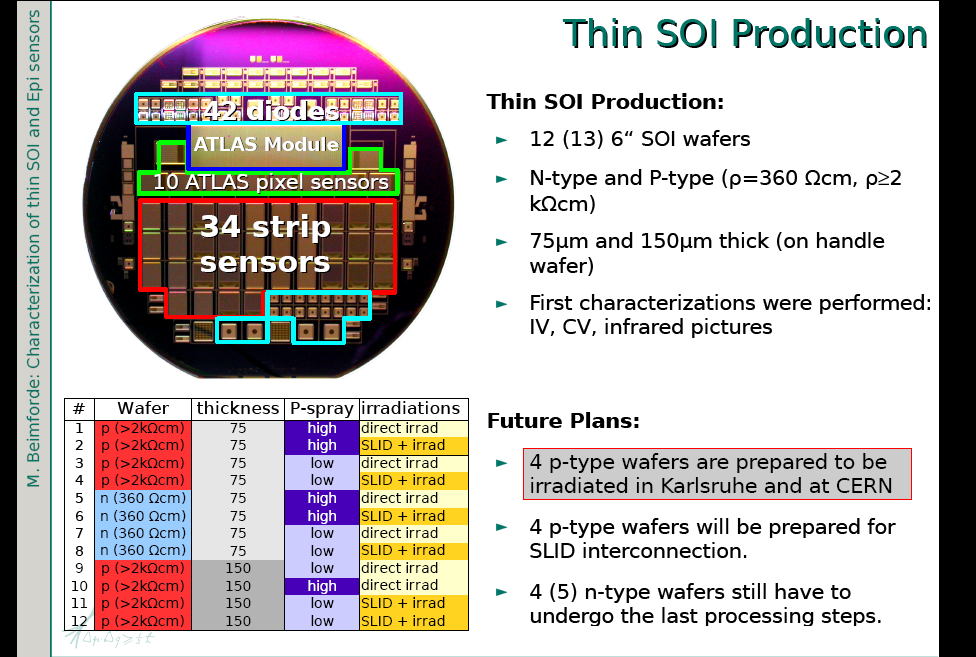 M. Beimforde: Characterization of thin SOI and Epi sensors
Thin SOI Production
42 diodes
ATLAS Module
10 ATLAS pixel sensors
34 strip
sensors
Thin SOI Production:
► 12 (13) 6“ SOI wafers
► N-type and P-type (ρ=360 Ωcm, ρ≥2
kΩcm)
► 75µm and 150µm thick (on handle
wafer)
► First characterizations were performed:
IV, CV, infrared pictures
# Wafer thickness P-spray irradiations
1 p (>2kΩcm) 75 high direct irrad
2 p (>2kΩcm) 75 high SLID + irrad
3 p (>2kΩcm) 75 low direct irrad
4 p (>2kΩcm) 75 low SLID + irrad
5 n (360 Ωcm) 75 high direct irrad
6 n (360 Ωcm) 75 high SLID + irrad
7 n (360 Ωcm) 75 low direct irrad
8 n (360 Ωcm) 75 low SLID + irrad
9 p (>2kΩcm) 150 low direct irrad
10 p (>2kΩcm) 150 high direct irrad
11 p (>2kΩcm) 150 low SLID + irrad
12 p (>2kΩcm) 150 low SLID + irrad
Future Plans:
► 4 p-type wafers are prepared to be
irradiated in Karlsruhe and at CERN
► 4 p-type wafers will be prepared for
SLID interconnection.
► 4 (5) n-type wafers still have to
undergo the last processing steps.